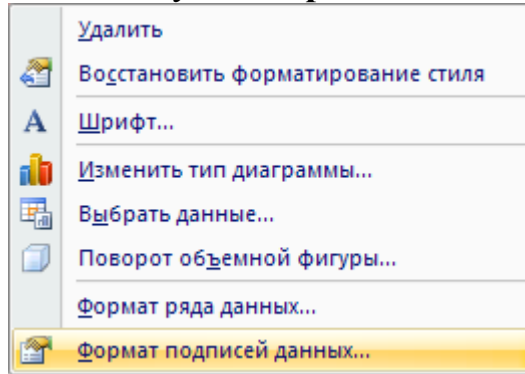 Удалить
Восстановить форматирование стиля
Шрифт...
Изменить тип диаграммы...
Выбрать данные...
Поворот объемной фигуры...
Формат ряда данных...
Формат подписей данных...